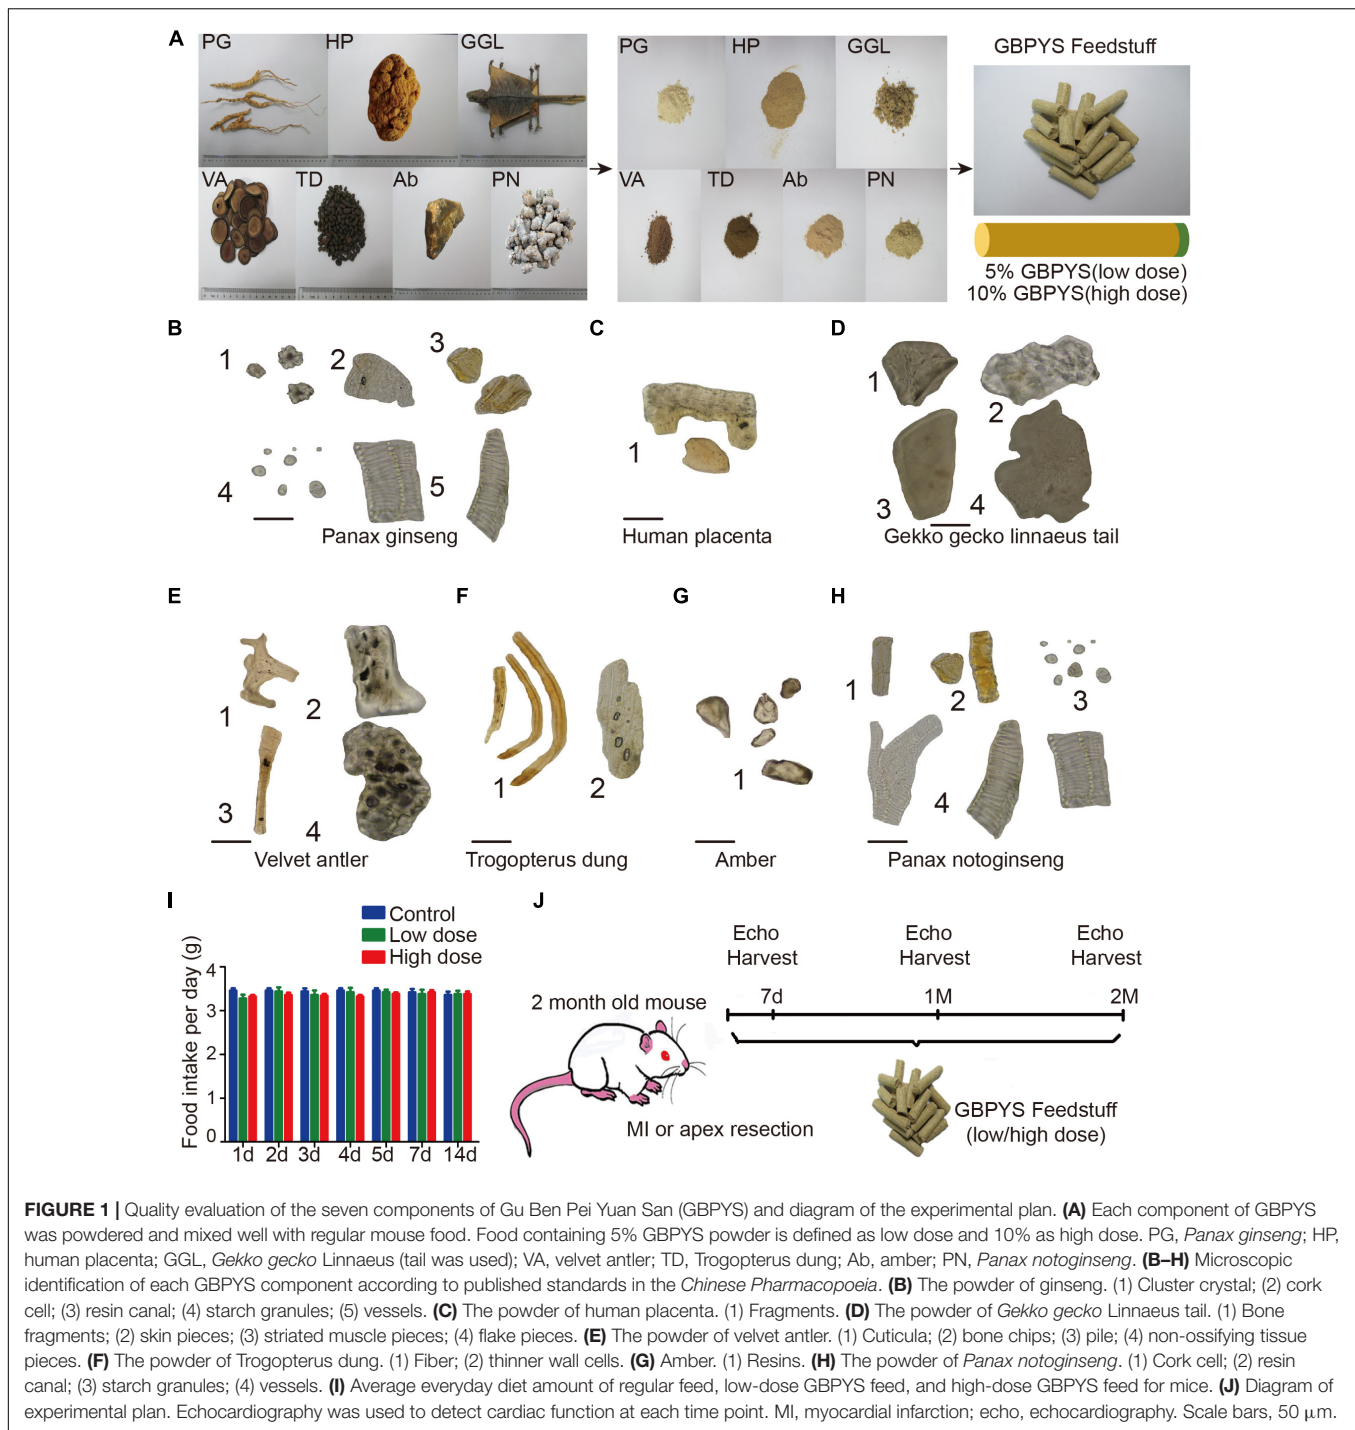 A
PG
HP
GGL
VA
TD
Ab
PN
PG
HP
GGL
VA
TD
Ab
PN
GBPYS Feedstuff
5% GBPYS(low dose)
10% GBPYS(high dose)
B
1
2
3
4
5
Panax ginseng
C
1
Human placenta
D
1
2
3
4
Gekko gecko linnaeus tail
E
1
2
3
4
Velvet antler
F
1
2
Trogopterus dung
G
1
Amber
H
1
2
3
4
Panax notoginseng
I
Control
Low dose
High dose
Food intake per day (g)
4
3
2
1
0
1d 2d 3d 4d 5d 7d 14d
J
Echo Harvest
Echo Harvest
Echo Harvest
7d
1M
2M
2 month old mouse
MI or apex resection
GBPYS Feedstuff
(low/high dose)
FIGURE 1 | Quality evaluation of the seven components of Gu Ben Pei Yuan San (GBPYS) and diagram of the experimental plan. (A) Each component of GBPYS
was powdered and mixed well with regular mouse food. Food containing 5% GBPYS powder is defined as low dose and 10% as high dose. PG, Panax ginseng; HP,
human placenta; GGL, Gekko gecko Linnaeus (tail was used); VA, velvet antler; TD, Trogopterus dung; Ab, amber; PN, Panax notoginseng. (B–H) Microscopic
identification of each GBPYS component according to published standards in the Chinese Pharmacopoeia. (B) The powder of ginseng. (1) Cluster crystal; (2) cork
cell; (3) resin canal; (4) starch granules; (5) vessels. (C) The powder of human placenta. (1) Fragments. (D) The powder of Gekko gecko Linnaeus tail. (1) Bone
fragments; (2) skin pieces; (3) striated muscle pieces; (4) flake pieces. (E) The powder of velvet antler. (1) Cuticula; (2) bone chips; (3) pile; (4) non-ossifying tissue
pieces. (F) The powder of Trogopterus dung. (1) Fiber; (2) thinner wall cells. (G) Amber. (1) Resins. (H) The powder of Panax notoginseng. (1) Cork cell; (2) resin
canal; (3) starch granules; (4) vessels. (I) Average everyday diet amount of regular feed, low-dose GBPYS feed, and high-dose GBPYS feed for mice. (J) Diagram of
experimental plan. Echocardiography was used to detect cardiac function at each time point. MI, myocardial infarction; echo, echocardiography. Scale bars, 50 μm.